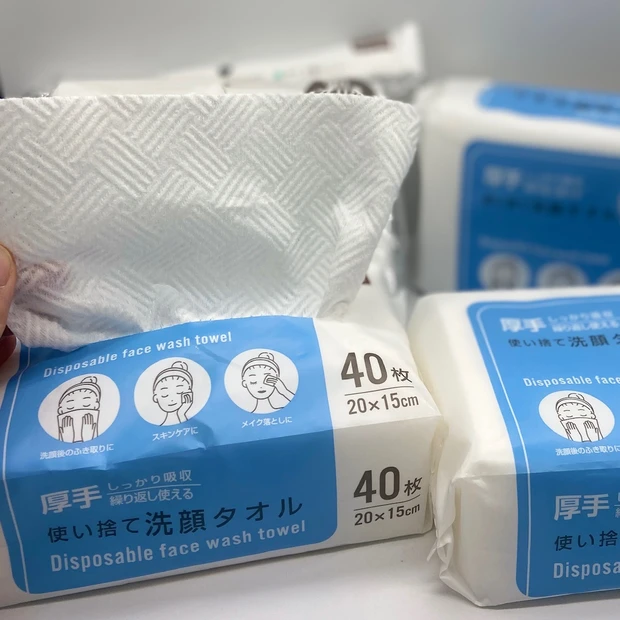 Disposable face wash towel
洗顔後のふき取りに
スキンケアに
メイク落としに
40枚
20×15cm
厚手 しっかり吸収
繰り返し使える
使い捨て洗顔タオル
Disposable face wash towel
40枚
20×15cm
厚手 しっかり吸収
繰り返し使える
使い捨て洗顔タオ
Disposable face
洗顔後のふき取りに
厚手
使い捨て
Disposa
厚手